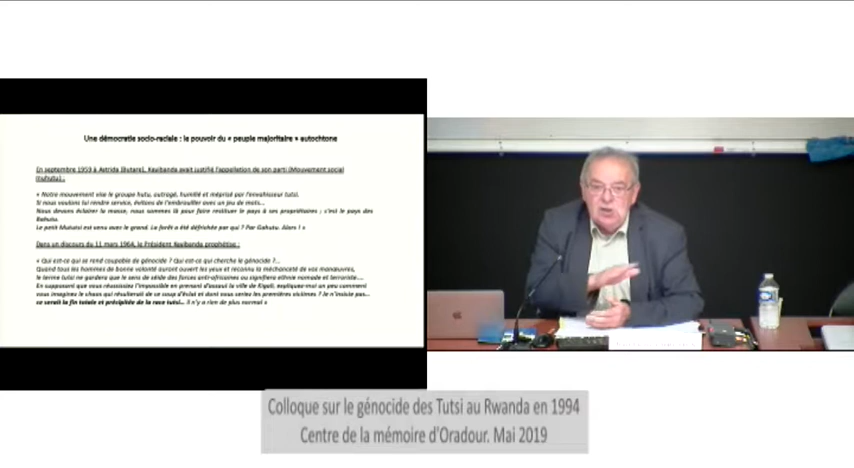 Une démocratie socio-raciale : le pouvoir du « peuple majoritaire » autochtone
En septembre 1959 à Astrida (Butare), Kayibanda avait justifié l'appellation de son parti (Mouvement social
muhutu) :
« Notre mouvement vise le groupe hutu, outragé, humilié et méprisé par l'envahisseur tutsi.
Si nous voulons lui rendre service, évitons de l'embrouiller avec un jeu de mots...
Nous devons éclairer la masse, nous sommes là pour faire restituer le pays à ses propriétaires ; c'est le pays des
Bahutu.
Le petit Mututsi est venu avec le grand. La forêt a été défrichée par qui ? Par Gahutu. Alors ! »
Dans un discours du 11 mars 1964, le Président Kayibanda prophétise :
« Qui est-ce qui se rend coupable de génocide ? Qui est-ce qui cherche le génocide ?...
Quand tous les hommes de bonne volonté auront ouvert les yeux et reconnu la méchanceté de vos manœuvres,
le terme tutsi ne gardera que le sens de séide des forces anti-africaines ou signifiera ethnie nomade et terroriste....
En supposant que vous réussissiez l'impossible en prenant d'assaut la ville de Kigali, expliquez-moi un peu comment
vous imaginez le chaos qui résulterait de ce coup d'éclat et dont vous seriez les premières victimes ? Je n'insiste pas...
ce serait la fin totale et précipitée de la race tutsi... Il n'y a rien de plus normal »
Colloque sur le génocide des Tutsi au Rwanda en 1994
Centre de la mémoire d'Oradour. Mai 2019